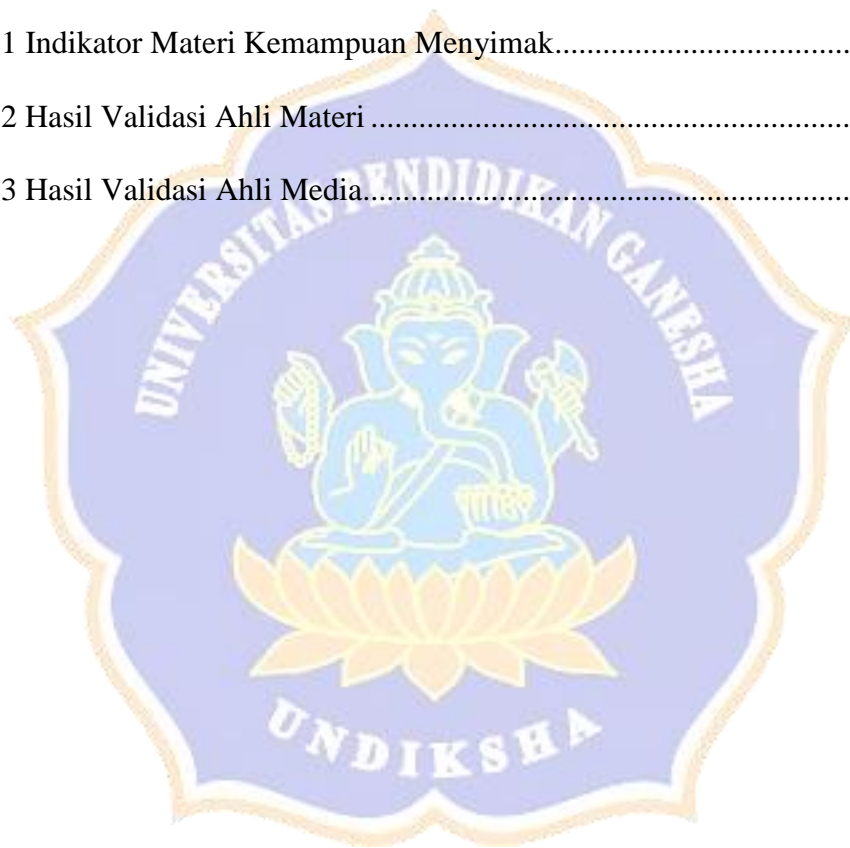 1 Indikator Materi Kemampuan Menyimak....................................
2 Hasil Validasi Ahli Materi............................................................
3 Hasil Validasi Ahli Media.............................................................
UNIVERSITAS PENDIDIKAN GANESHA
UNDIKSHA